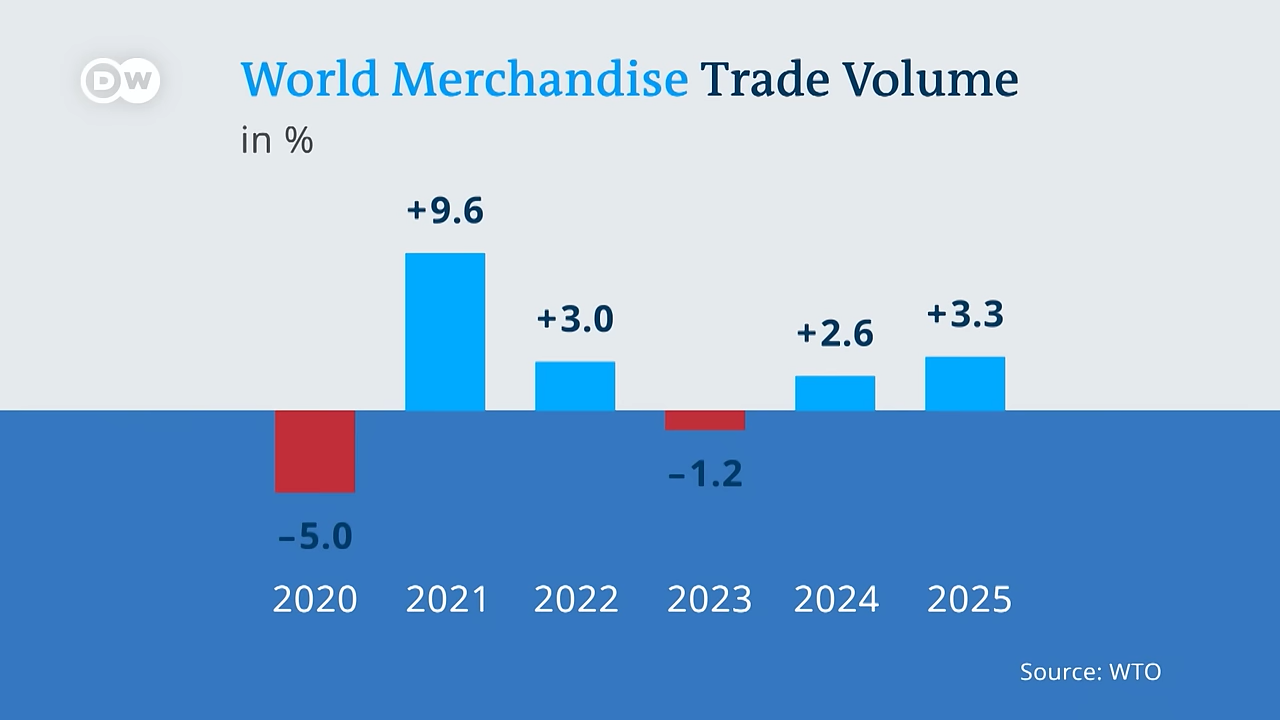 DW
World Merchandise Trade Volume
in %
+9.6
+3.0
+2.6
+3.3
–5.0
–1.2
2020 2021 2022 2023 2024 2025
Source: WTO